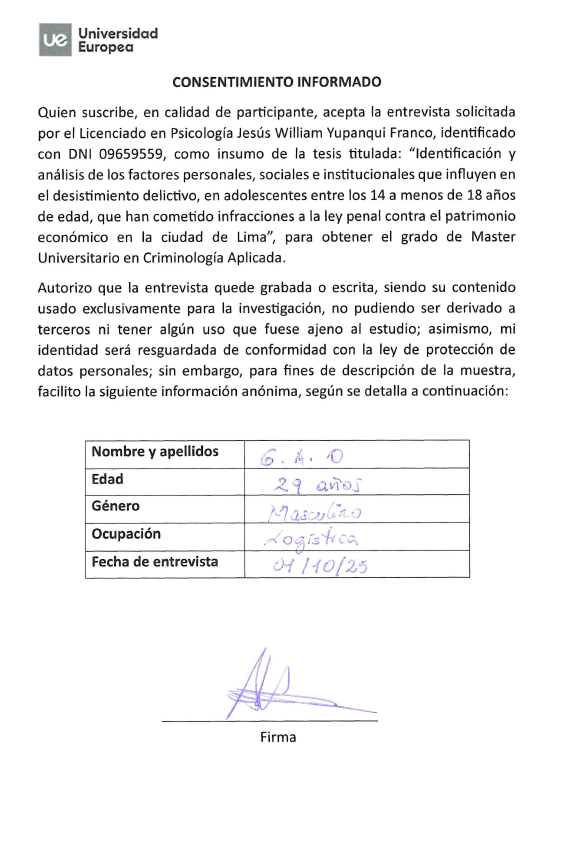 ue Universidad
Europea
CONSENTIMIENTO INFORMADO
Quien suscribe, en calidad de participante, acepta la entrevista solicitada
por el Licenciado en Psicología Jesús William Yupanqui Franco, identificado
con DNI 09659559, como insumo de la tesis titulada: “Identificación y
análisis de los factores personales, sociales e institucionales que influyen en
el desistimiento delictivo, en adolescentes entre los 14 a menos de 18 años
de edad, que han cometido infracciones a la ley penal contra el patrimonio
económico en la ciudad de Lima”, para obtener el grado de Master
Universitario en Criminología Aplicada.
Autorizo que la entrevista quede grabada o escrita, siendo su contenido
usado exclusivamente para la investigación, no pudiendo ser derivado a
terceros ni tener algún uso que fuese ajeno al estudio; asimismo, mi
identidad será resguardada de conformidad con la ley de protección de
datos personales; sin embargo, para fines de descripción de la muestra,
facilito la siguiente información anónima, según se detalla a continuación:
Nombre y apellidos G. A. O
Edad 29 años
Género Masculino
Ocupación Logística
Fecha de entrevista 01/10/25
Firma